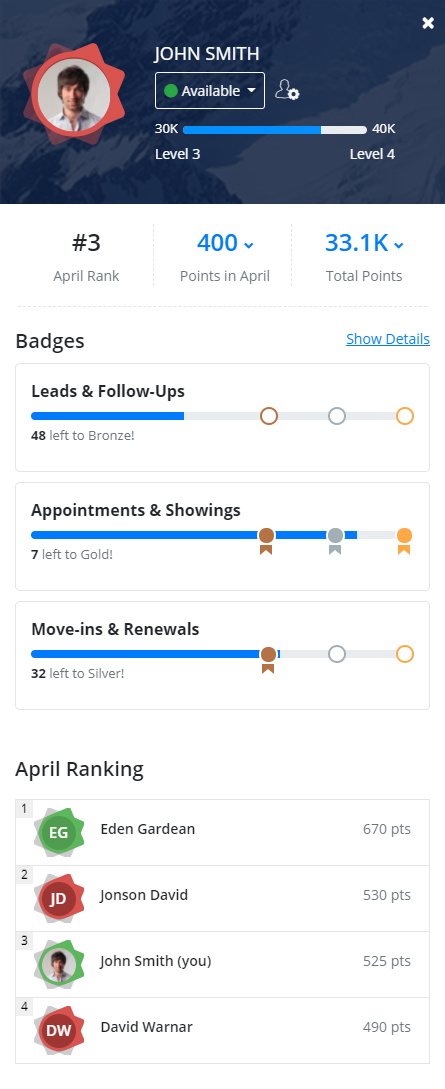 JOHN SMITH
Available
30K 40K
Level 3 Level 4
#3 400 33.1K
April Rank Points in April Total Points
Badges Show Details
Leads & Follow-Ups
48 left to Bronze!
Appointments & Showings
7 left to Gold!
Move-ins & Renewals
32 left to Silver!
April Ranking
1
EG Eden Gardean 670 pts
2
JD Jonson David 530 pts
3
John Smith (you) 525 pts
4
DW David Warnar 490 pts